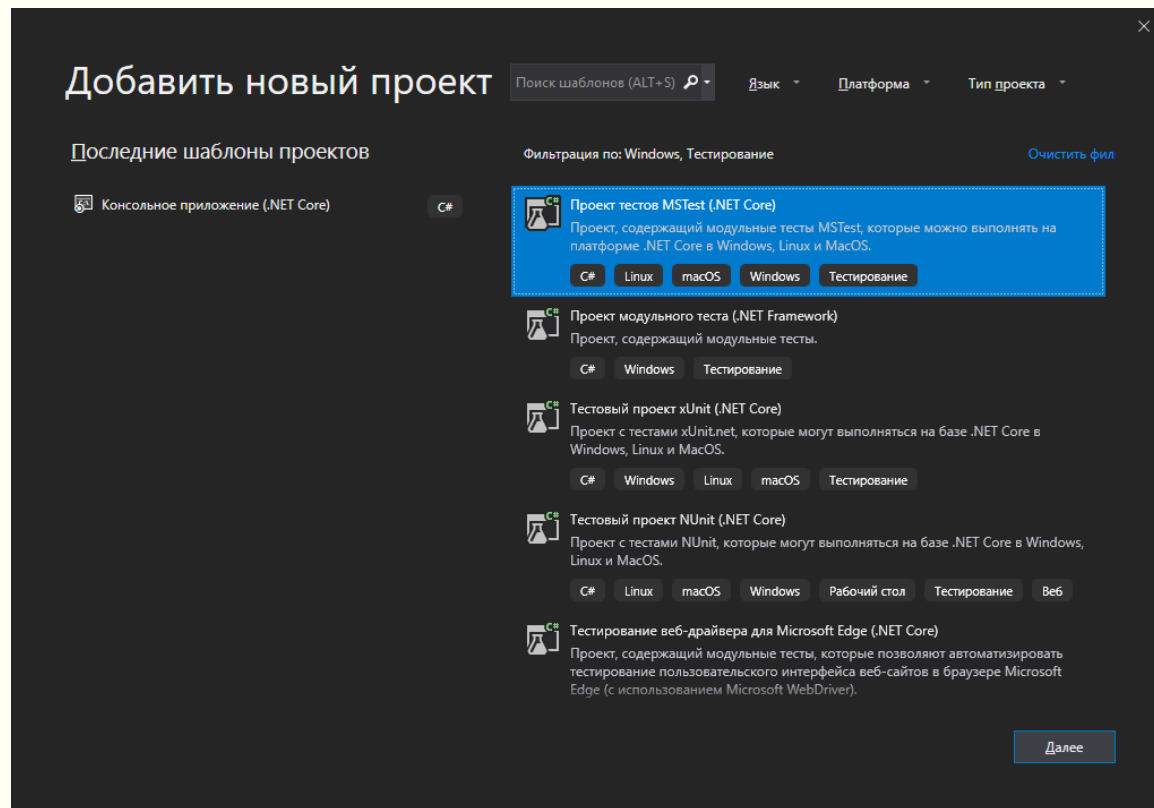 Добавить новый проект
Поиск шаблонов (ALT+S)
Язык
Платформа
Тип проекта
Последние шаблоны проектов
Консольное приложение (.NET Core)
C#
Фильтрация по: Windows, Тестирование
Очистить фил
Проект тестов MSTest (.NET Core)
Проект, содержащий модульные тесты MSTest, которые можно выполнять на
платформе .NET Core в Windows, Linux и MacOS.
C# Linux macOS Windows Тестирование
Проект модульного теста (.NET Framework)
Проект, содержащий модульные тесты.
C# Windows Тестирование
Тестовый проект xUnit (.NET Core)
Проект с тестами xUnit.net, которые могут выполняться на базе .NET Core в
Windows, Linux и MacOS.
C# Windows Linux macOS Тестирование
Тестовый проект NUnit (.NET Core)
Проект с тестами NUnit, которые могут выполняться на базе .NET Core в Windows,
Linux и MacOS.
C# Linux macOS Windows Рабочий стол Тестирование Веб
Тестирование веб-драйвера для Microsoft Edge (.NET Core)
Проект, содержащий модульные тесты, которые позволяют автоматизировать
тестирование пользовательского интерфейса веб-сайтов в браузере Microsoft
Edge (с использованием Microsoft WebDriver).
Далее